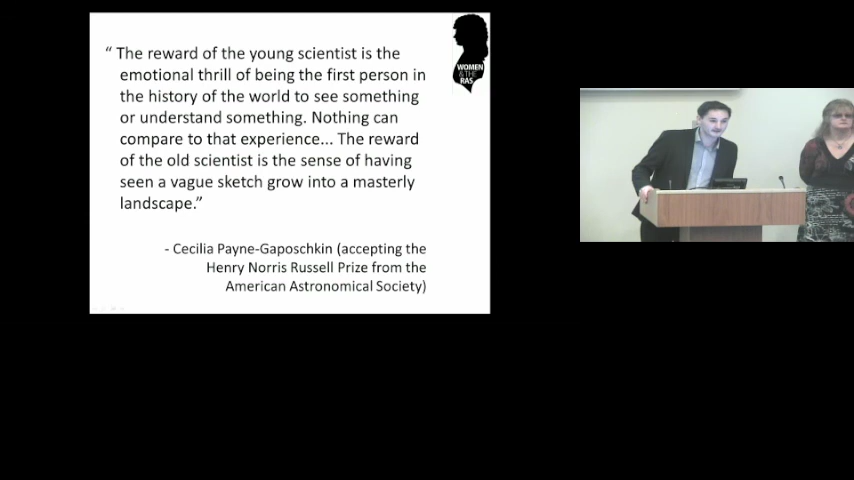 “ The reward of the young scientist is the
emotional thrill of being the first person in
the history of the world to see something
or understand something. Nothing can
compare to that experience... The reward
of the old scientist is the sense of having
seen a vague sketch grow into a masterly
landscape.”
- Cecilia Payne-Gaposchkin (accepting the
Henry Norris Russell Prize from the
American Astronomical Society)
WOMEN
&THE
RAS